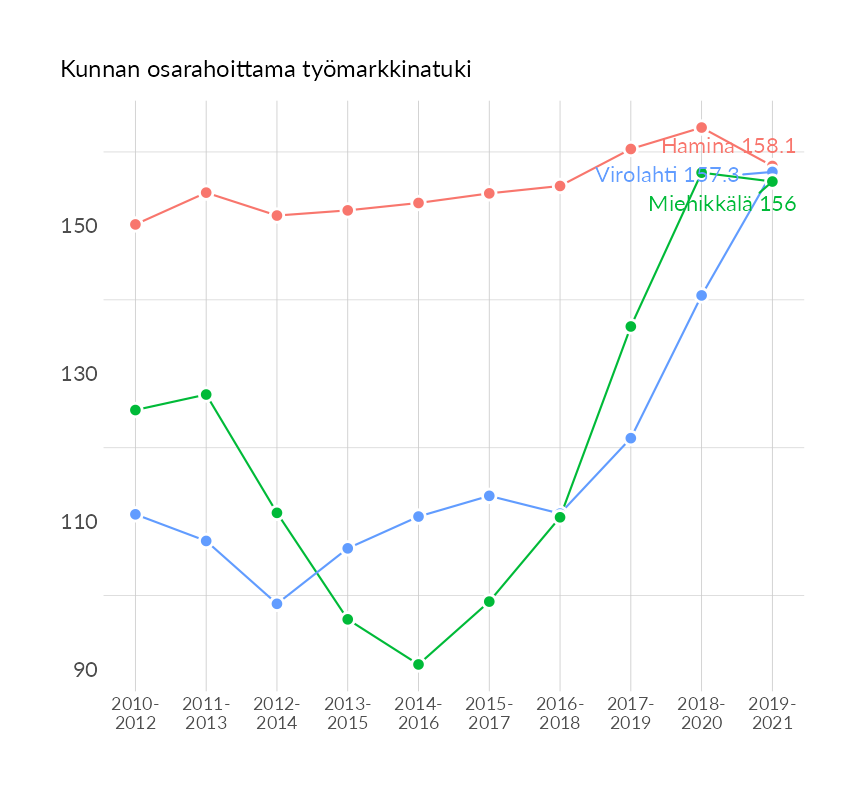 Kunnan osarahoittama työmarkkinatuki
Hamina 158.1
Virolahti 157.3
Miehikkälä 156
150
130
110
90
2010- 2011- 2012- 2013- 2014- 2015- 2016- 2017- 2018- 2019-
2012 2013 2014 2015 2016 2017 2018 2019 2020 2021